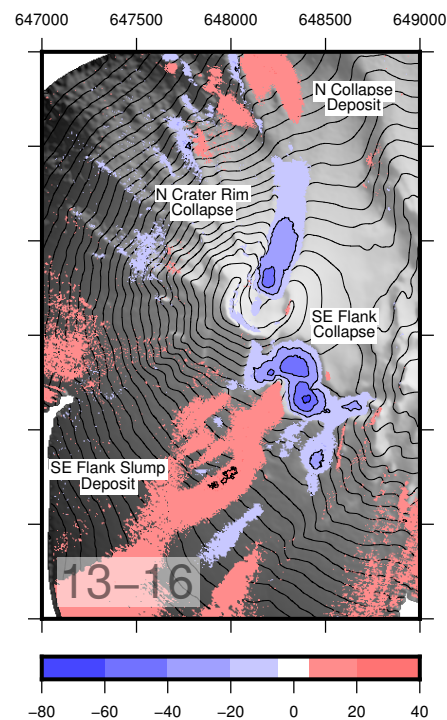 647000 647500 648000 648500 649000
N Collapse
Deposit
4
N Crater Rim
Collapse
SE Flank
Collapse
SE Flank Slump
Deposit
13−16
−80 −60 −40 −20 0 20 40